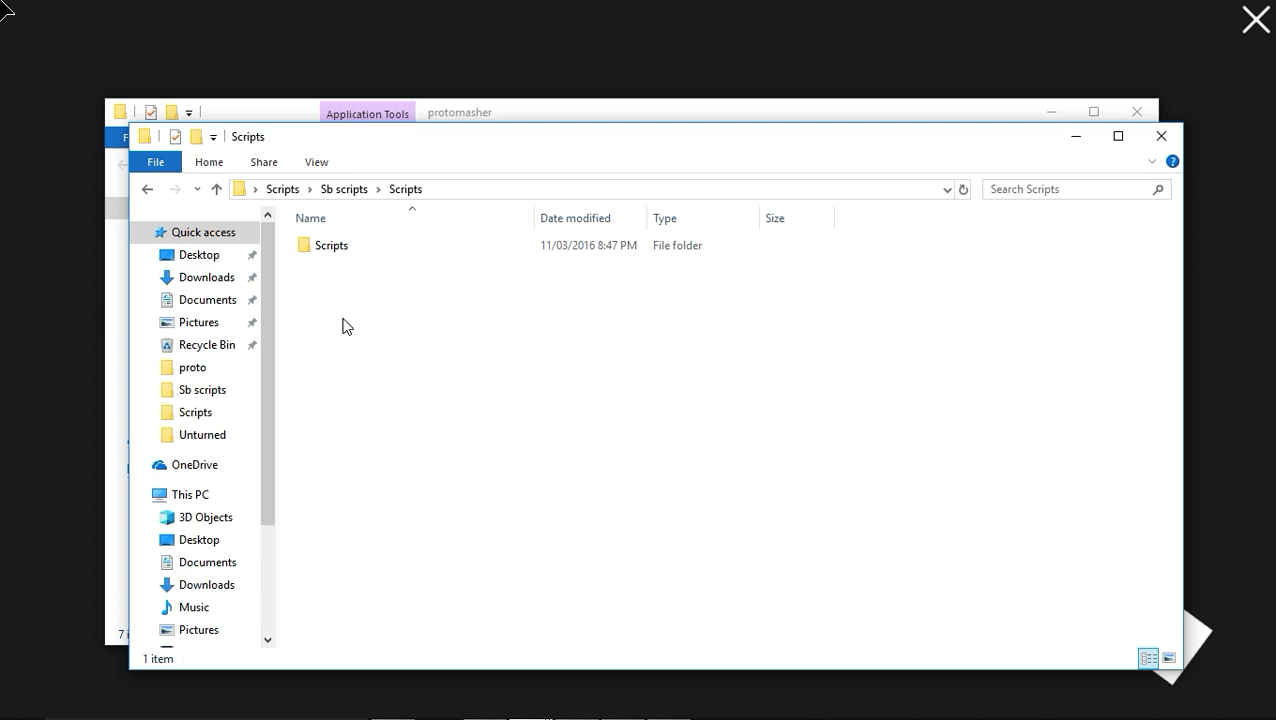 Application Tools protomasher
Scripts
File Home Share View
Scripts Sb scripts Scripts Search Scripts
Name Date modified Type Size
Quick access
Scripts 11/03/2016 8:47 PM File folder
Desktop
Downloads
Documents
Pictures
Recycle Bin
proto
Sb scripts
Scripts
Unturned
OneDrive
This PC
3D Objects
Desktop
Documents
Downloads
Music
Pictures
1 item